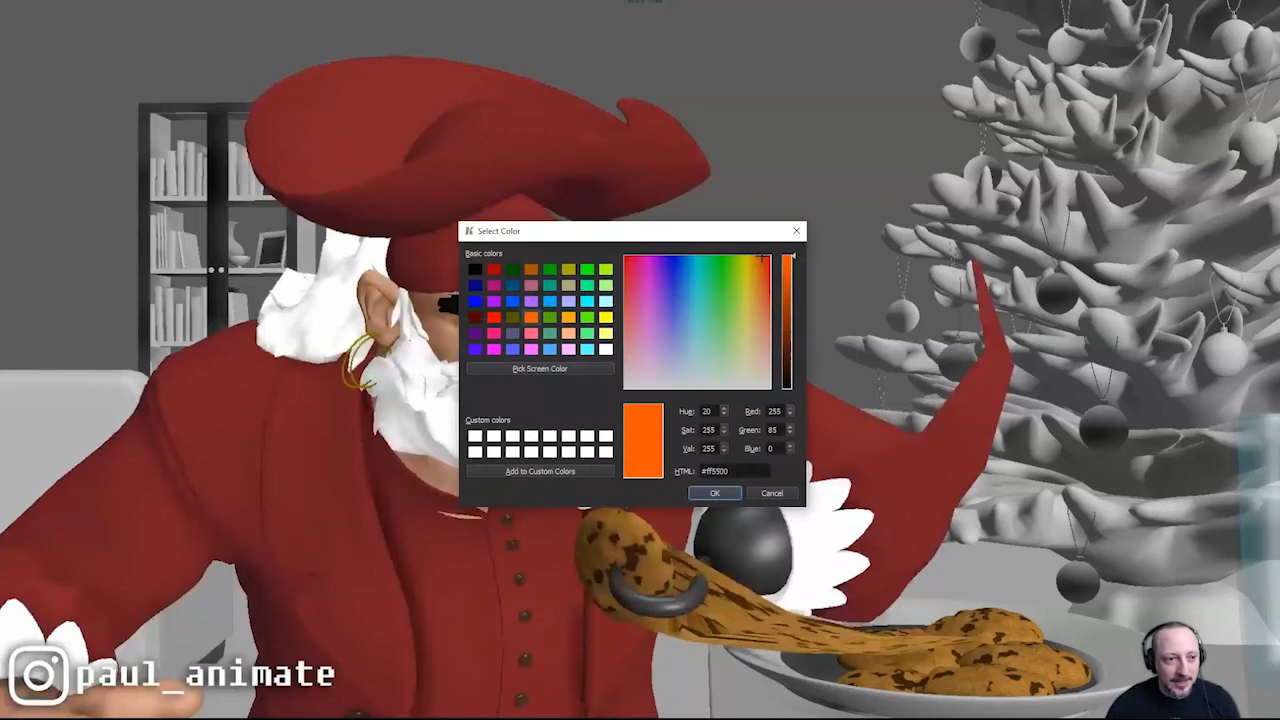 Select Color
Basic colors
Pick Screen Color
Custom colors
Add to Custom Colors
Hue: 20
Red: 255
Sat: 255
Green: 85
Val: 255
Blue: 0
HTML: #ff5500
OK
Cancel
paul_animate